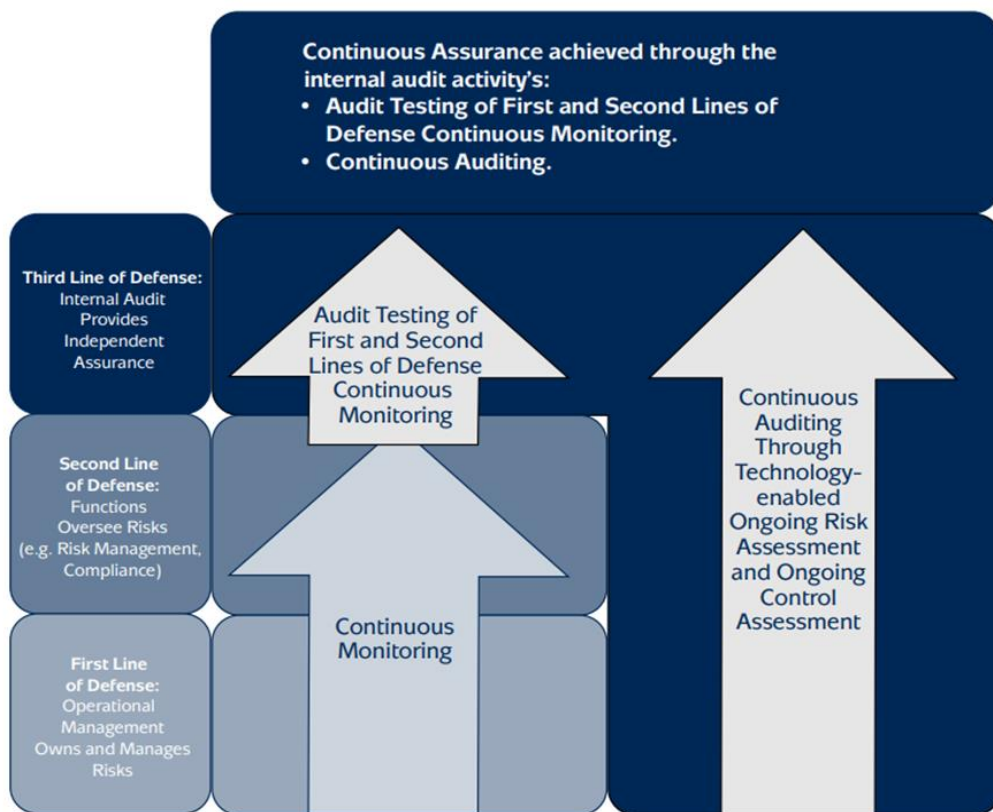 Continuous Assurance achieved through the
internal audit activity's:
• Audit Testing of First and Second Lines of
Defense Continuous Monitoring.
• Continuous Auditing.
Third Line of Defense:
Internal Audit
Provides
Independent
Assurance
Audit Testing of
First and Second
Lines of Defense
Continuous
Monitoring
Continuous
Auditing
Through
Technology-
enabled
Ongoing Risk
Assessment
and Ongoing
Control
Assessment
Second Line
of Defense:
Functions
Oversee Risks
(e.g. Risk Management,
Compliance)
Continuous
Monitoring
First Line
of Defense:
Operational
Management
Owns and Manages
Risks